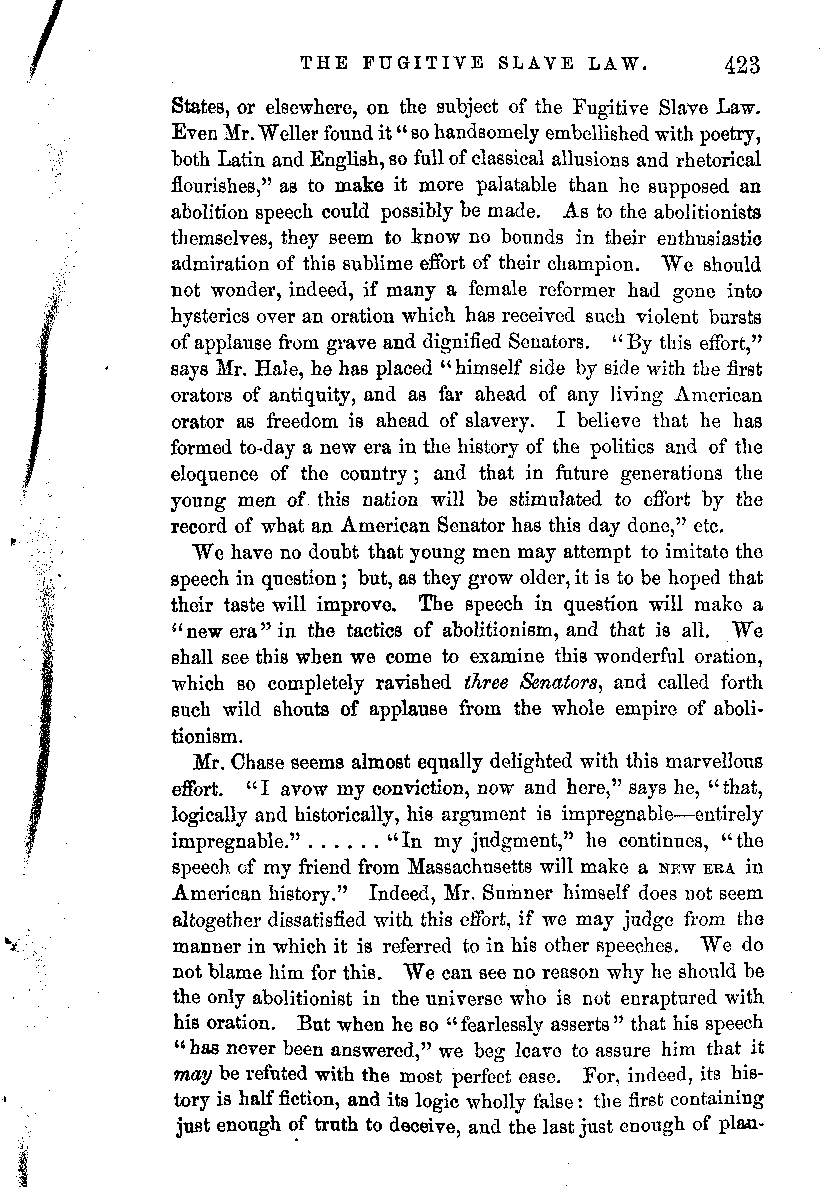 THE FUGITIVE SLAVE LAW. 423
States, or elsewhere, on the subject of the Fugitive Slave Law.
Even Mr. Weller found it "so handsomely embellished with poetry,
both Latin and English, so full of classical allusions and rhetorical
flourishes," as to make it more palatable than he supposed an
abolition speech could possibly be made. As to the abolitionists
themselves, they seem to know no bounds in their enthusiastic
admiration of this sublime effort of their champion. We should
not wonder, indeed, if many a female reformer had gone into
hysterics over an oration which has received such violent bursts
of applause from grave and dignified Senators. "By this effort,"
says Mr. Hale, he has placed "himself side by side with the first
orators of antiquity, and as far ahead of any living American
orator as freedom is ahead of slavery. I believe that he has
formed to-day a new era in the history of the politics and of the
eloquence of the country; and that in future generations the
young men of this nation will be stimulated to effort by the
record of what an American Senator has this day done," etc.
We have no doubt that young men may attempt to imitate the
speech in question; but, as they grow older, it is to be hoped that
their taste will improve. The speech in question will make a
"new era" in the tactics of abolitionism, and that is all. We
shall see this when we come to examine this wonderful oration,
which so completely ravished three Senators, and called forth
such wild shouts of applause from the whole empire of aboli-
tionism.
Mr. Chase seems almost equally delighted with this marvellous
effort. "I avow my conviction, now and here," says he, "that,
logically and historically, his argument is impregnable—entirely
impregnable." . . . . . . "In my judgment," he continues, "the
speech of my friend from Massachusetts will make a NEW ERA in
American history." Indeed, Mr. Sumner himself does not seem
altogether dissatisfied with this effort, if we may judge from the
manner in which it is referred to in his other speeches. We do
not blame him for this. We can see no reason why he should be
the only abolitionist in the universe who is not enraptured with
his oration. But when he so "fearlessly asserts" that his speech
"has never been answered," we beg leave to assure him that it
may be refuted with the most perfect ease. For, indeed, its his-
tory is half fiction, and its logic wholly false: the first containing
just enough of truth to deceive, and the last just enough of plau-